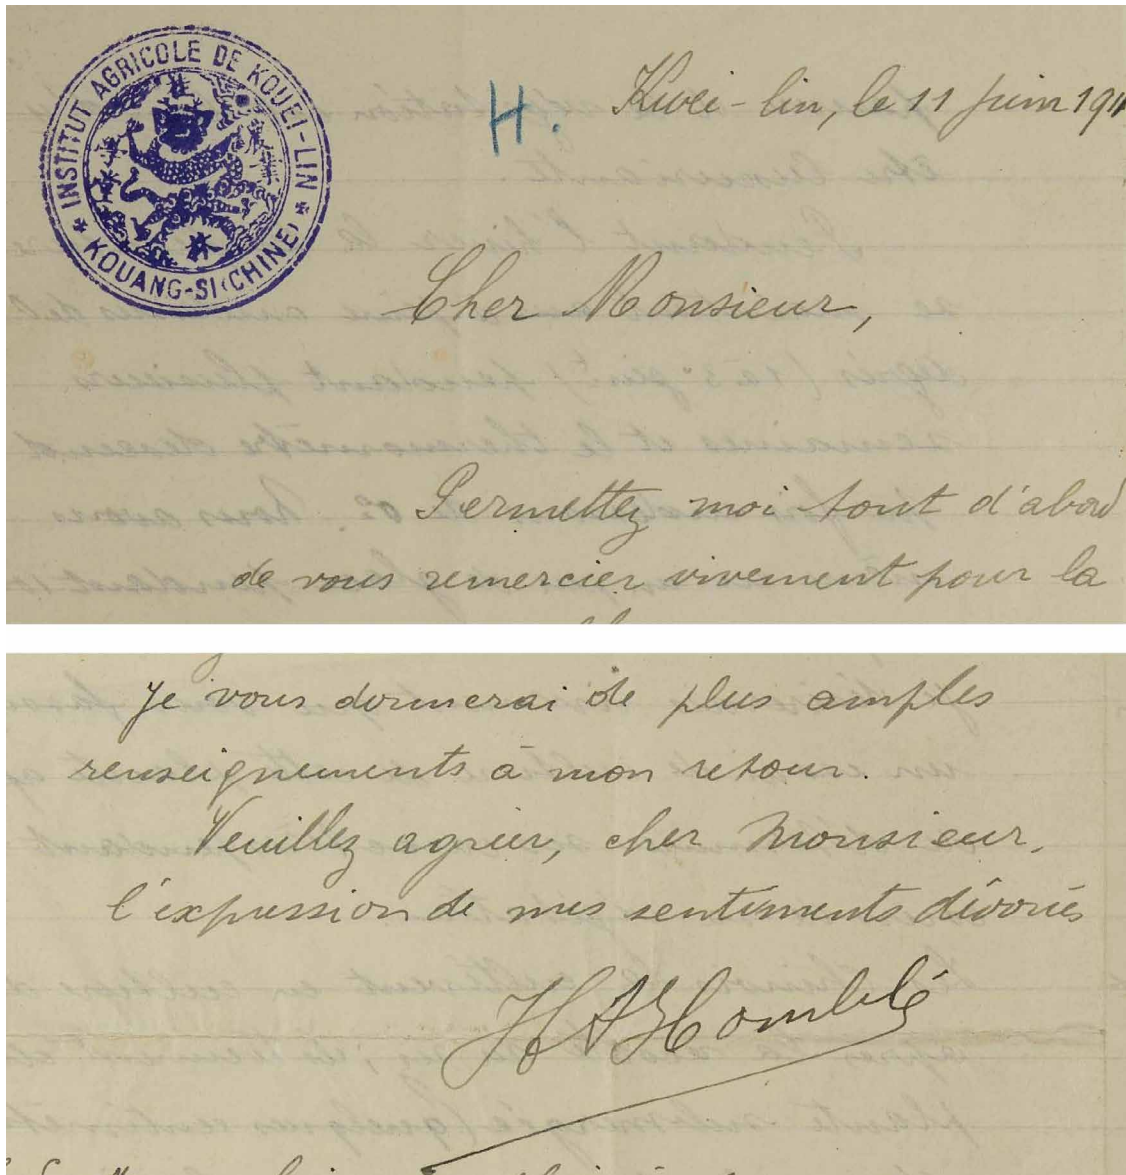 INSTITUT AGRICOLE DE KOUEI-LIN
KOUANG-SI (CHINE)
H.
Kwei-lin, le 11 juin 191
Cher Monsieur,
Permettez moi tout d'abord
de vous remercier vivement pour la
Je vous donnerai de plus amples
renseignements à mon retour.
Veuillez agréer, cher Monsieur,
l'expression de mes sentiments dévoués